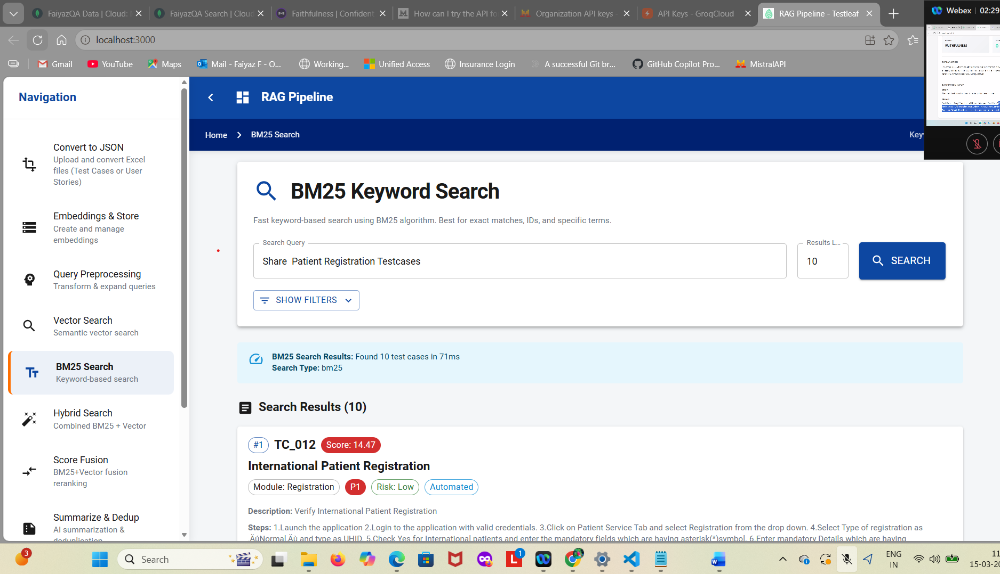 FaiyazQA Data | Cloud:
FaiyazQA Search | Cloud
Faithfulness | Confident
How can I try the API fo
Organization API keys -
API Keys - GroqCloud
RAG Pipeline - Testleaf
Webex | 02:29
localhost:3000
Gmail
YouTube
Maps
Mail - Faiyaz F - O...
Working...
Unified Access
Insurance Login
A successful Git br...
GitHub Copilot Pro...
MistralAPI
FAITHFULNESS
Navigation
Convert to JSON
Upload and convert Excel
files (Test Cases or User
Stories)
Embeddings & Store
Create and manage
embeddings
Query Preprocessing
Transform & expand queries
Vector Search
Semantic vector search
BM25 Search
Keyword-based search
Hybrid Search
Combined BM25 + Vector
Score Fusion
BM25+Vector fusion
reranking
Summarize & Dedup
AI summarization &
deduplication
RAG Pipeline
Home
BM25 Search
Key
BM25 Keyword Search
Fast keyword-based search using BM25 algorithm. Best for exact matches, IDs, and specific terms.
Search Query
Share  Patient Registration Testcases
Results L...
10
SEARCH
SHOW FILTERS
BM25 Search Results: Found 10 test cases in 71ms
Search Type: bm25
Search Results (10)
#1 TC_012 Score: 14.47
International Patient Registration
Module: Registration
P1
Risk: Low
Automated
Description: Verify International Patient Registration
Steps: 1.Launch the application 2.Login to the application with valid credentials. 3.Click on Patient Service Tab and select Registration from the drop down. 4.Select Type of registration as
ÄúNormal Äù and type as UHID. 5.Check Yes for International patients and enter the mandatory fields which are having asterisk(*)symbol. 6.Enter mandatory Details which are having
3
Search
1
ENG
IN
11
15-03-20